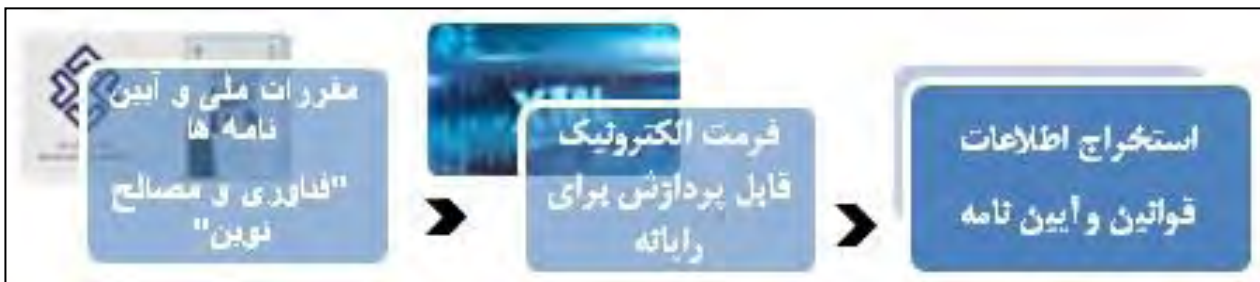 مقررات ملی و آیین
نامه ها
"فناوری و مصالح
نوین"
فرمت الکترونیک
قابل پردازش برای
رایانه
استخراج اطلاعات
قوانین و آیین نامه